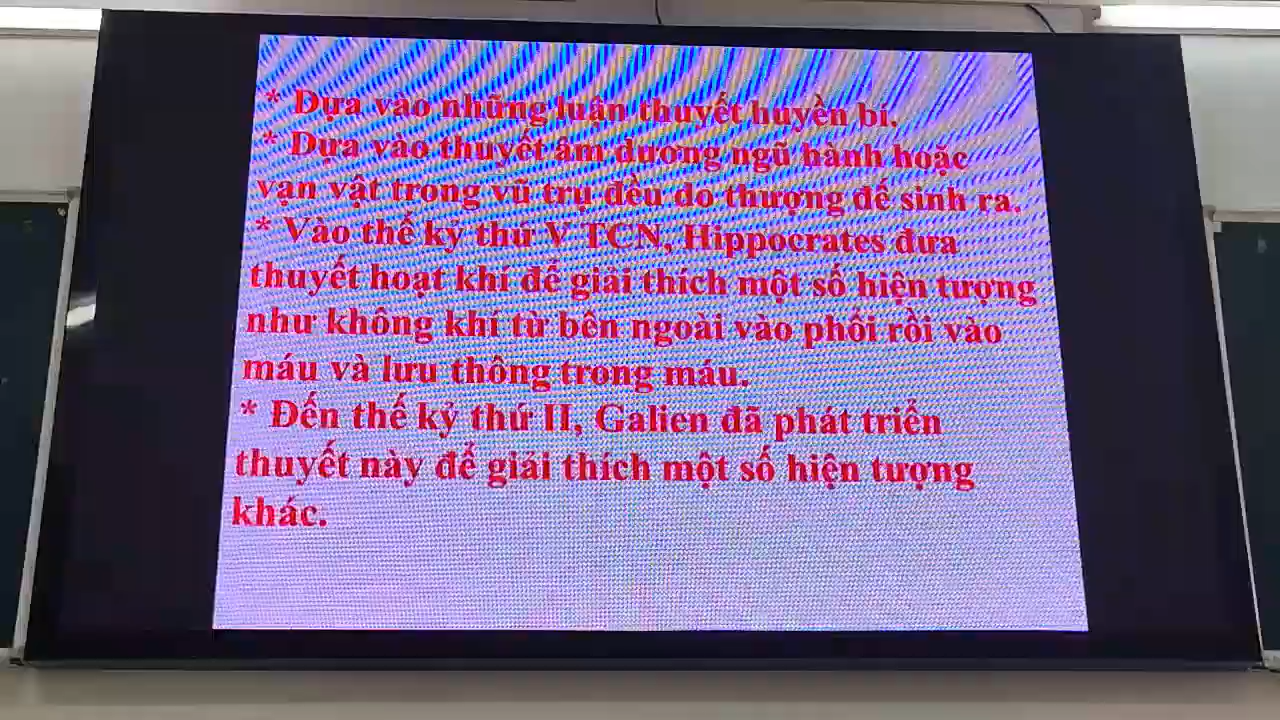 * Dựa vào những luận thuyết huyền bí.
* Dựa vào thuyết âm dương ngũ hành hoặc
vạn vật trong vũ trụ đều do thượng đế sinh ra.
* Vào thế kỷ thứ V TCN, Hippocrates đưa
thuyết hoạt khí để giải thích một số hiện tượng
như không khí từ bên ngoài vào phổi rồi vào
máu và lưu thông trong máu.
* Đến thế kỷ thứ II, Galien đã phát triển
thuyết này để giải thích một số hiện tượng
khác.